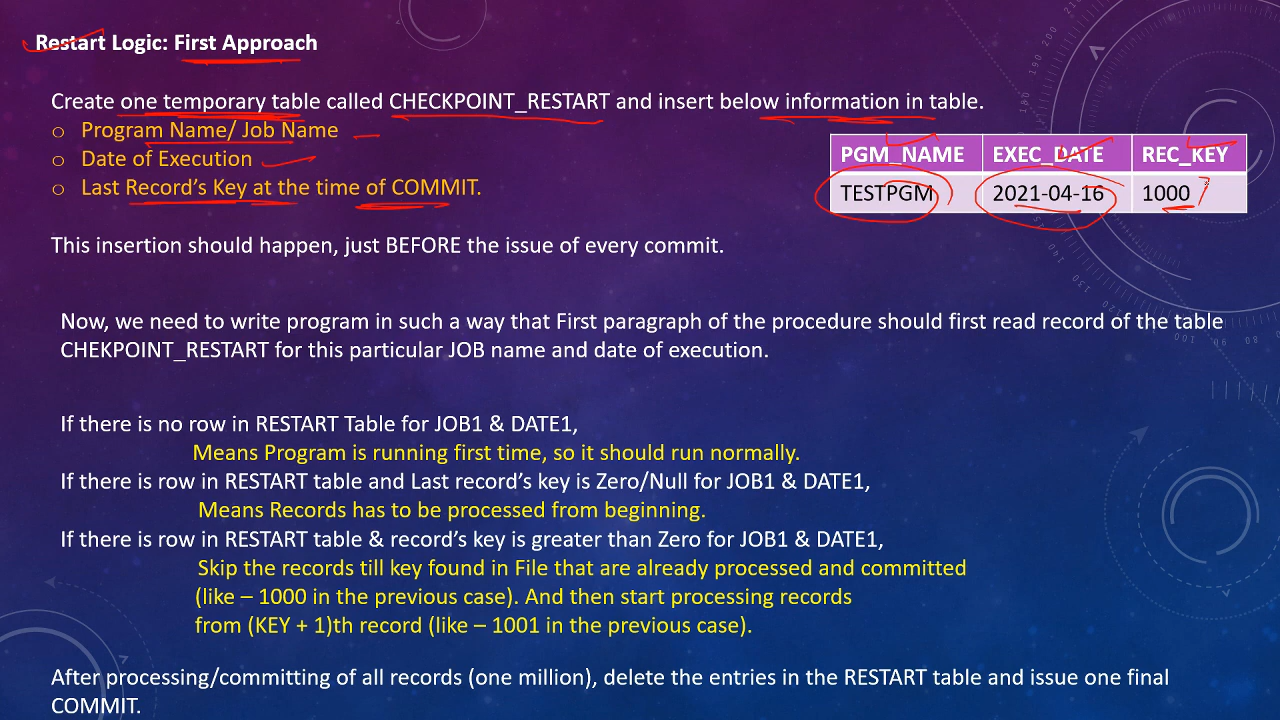 Restart Logic: First Approach
Create one temporary table called CHECKPOINT_RESTART and insert below information in table.
o Program Name/ Job Name
o Date of Execution
o Last Record's Key at the time of COMMIT.
PGM_NAME EXEC_DATE REC_KEY
TESTPGM 2021-04-16 1000
This insertion should happen, just BEFORE the issue of every commit.
Now, we need to write program in such a way that First paragraph of the procedure should first read record of the table
CHEKPOINT_RESTART for this particular JOB name and date of execution.
If there is no row in RESTART Table for JOB1 & DATE1,
Means Program is running first time, so it should run normally.
If there is row in RESTART table and Last record's key is Zero/Null for JOB1 & DATE1,
Means Records has to be processed from beginning.
If there is row in RESTART table & record's key is greater than Zero for JOB1 & DATE1,
Skip the records till key found in File that are already processed and committed
(like – 1000 in the previous case). And then start processing records
from (KEY + 1)th record (like – 1001 in the previous case).
After processing/committing of all records (one million), delete the entries in the RESTART table and issue one final
COMMIT.